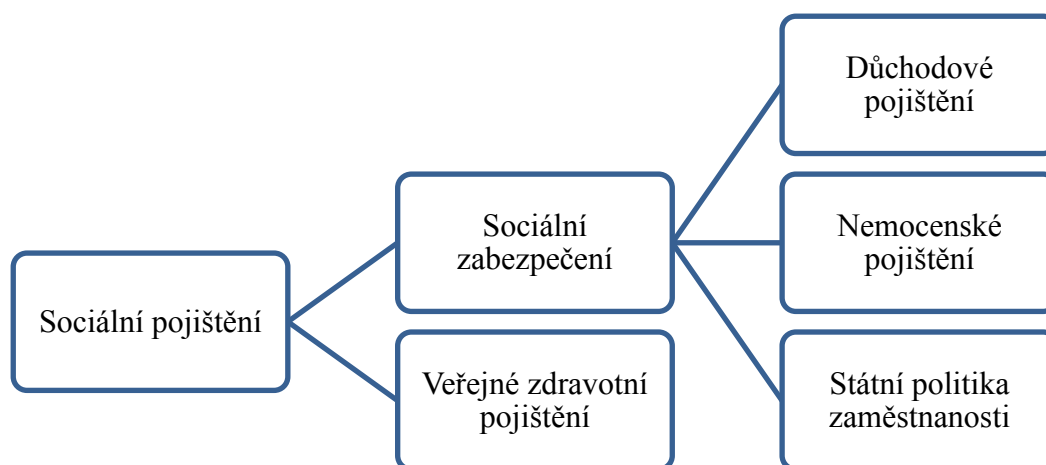 Sociální pojištění
Sociální
zabezpečení
Veřejné zdravotní
pojištění
Důchodové
pojištění
Nemocenské
pojištění
Státní politika
zaměstnanosti